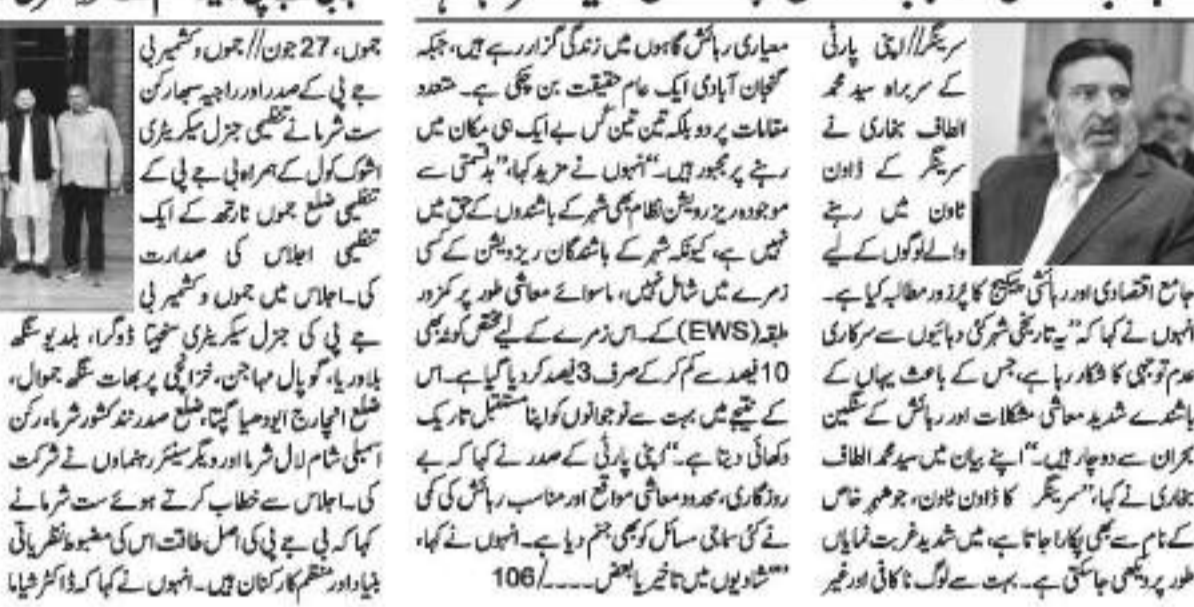 سرینگر//اپنی پارٹی
کے سربراہ سید محمد
الطاف بخاری نے
سرینگر کے ڈاون
ٹاون میں رہنے
والے لوگوں کے لیے
جامع اقتصادی اور رہائشی پیکیج کا پُرزور مطالبہ کیا ہے۔
انہوں نے کہا کہ ”یہ تاریخی شہر کئی دہائیوں سے سرکاری
عدم توجہی کا شکار رہا ہے، جس کے باعث یہاں کے
باشندے شدید معاشی مشکلات اور رہائش کے سنگین
بحران سے دوچار ہیں۔“ اپنے بیان میں سید محمد الطاف
بخاری نے کہا، ”سرینگر کا ڈاون ٹاون، جو شہرِ خاص
کے نام سے بھی پکارا جاتا ہے، میں شدید غربت نمایاں
طور پر دیکھی جاسکتی ہے۔ بہت سے لوگ ناکافی اور غیر
معیاری رہائش گاہوں میں زندگی گزار رہے ہیں، جبکہ
گنجان آبادی ایک عام حقیقت بن چکی ہے۔ متعدد
مقامات پر دو بلکہ تین تین کُس بے ایک ہی مکان میں
رہنے پر مجبور ہیں۔“ انہوں نے مزید کہا، ”بدقسمتی سے
موجودہ ریزرویشن نظام بھی شہر کے باشندوں کے حق میں
نہیں ہے، کیونکہ شہر کے باشندگان ریزرویشن کے کسی
زمرے میں شامل نہیں، ماسوائے معاشی طور پر کمزور
طبقہ (EWS) کے۔ اس زمرے کے لیے مختص کوٹہ بھی
10 فیصد سے کم کر کے صرف 3 فیصد کر دیا گیا ہے۔ اس
کے نتیجے میں بہت سے نوجوانوں کو اپنا مستقبل تاریک
دکھائی دیتا ہے۔“ اپنی پارٹی کے صدر نے کہا کہ بے
روزگاری، محدود معاشی مواقع اور مناسب رہائش کی کمی
نے کئی سماجی مسائل کو بھی جنم دیا ہے۔ انہوں نے کہا،
”شادیوں میں تاخیر یا بعض ۔۔۔۔/106
جموں، 27 جون// جموں و کشمیر بی
جے پی کے صدر اور راجیہ سبھا رکن
ست شرما نے تنظیمی جنرل سیکریٹری
اشوک کول کے ہمراہ بی جے پی کے
تنظیمی ضلع جموں نارتھ کے ایک
تنظیمی اجلاس کی صدارت
کی۔ اجلاس میں جموں و کشمیر بی
جے پی کی جنرل سیکریٹری سنجیتا ڈوگرا، بلدیو سنگھ
بلاوریا، گوپال مہاجن، خزانچی پربھات سنگھ جموال،
ضلع انچارج ایودھیا گپتا، ضلع صدر نند کشور شرما، رکن
اسمبلی شام لال شرما اور دیگر سینئر رہنماوں نے شرکت
کی۔ اجلاس سے خطاب کرتے ہوئے ست شرما نے
کہا کہ بی جے پی کی اصل طاقت اس کی مضبوط نظریاتی
بنیاد اور منظم کارکنان ہیں۔ انہوں نے کہا کہ ڈاکٹر شیاما